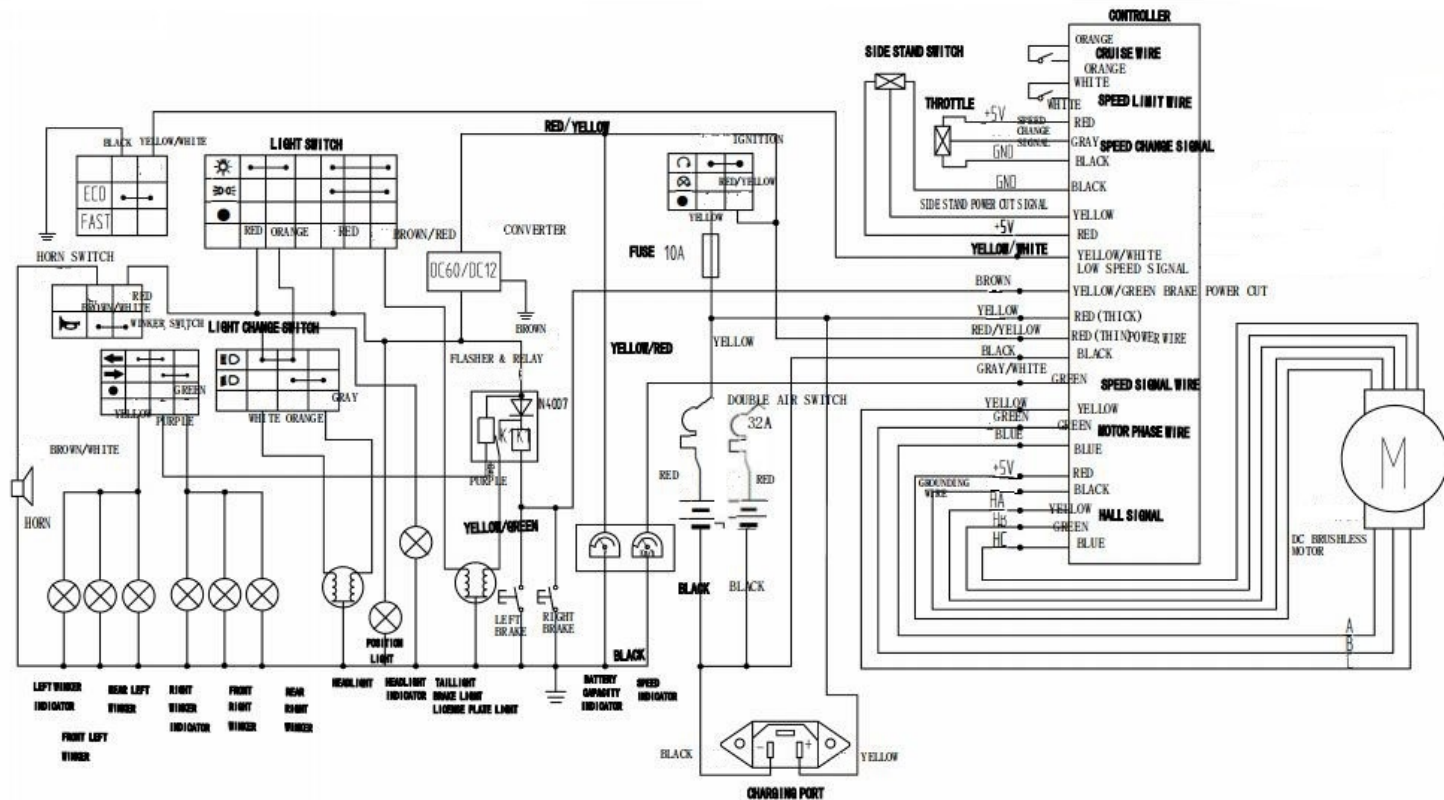 CONTROLLER
ORANGE
CRUISE WIRE
ORANGE
WHITE
WHITE
SPEED LIMIT WIRE
SIDE STAND SWITCH
THROTTLE
+5V
SPEED CHANGE SIGNAL
RED
GRAY
SPEED CHANGE SIGNAL
GND
BLACK
GND
BLACK
SIDE STAND POWER CUT SIGNAL
YELLOW
+5V
RED
YELLOW/WHITE
YELLOW/WHITE
LOW SPEED SIGNAL
BROWN
YELLOW/GREEN BRAKE POWER CUT
YELLOW
RED(THICK)
RED/YELLOW
RED(THIN)POWER WIRE
BLACK
BLACK
GRAY/WHITE
GREEN
SPEED SIGNAL WIRE
YELLOW
YELLOW
GREEN
GREEN
MOTOR PHASE WIRE
BLUE
BLUE
+5V
RED
GROUNDING WIRE
BLACK
HA
YELLOW
HALL SIGNAL
HB
GREEN
HC
BLUE
M
DC BRUSHLESS MOTOR
A
B
C
BLACK
YELLOW/WHITE
ECO
FAST
LIGHT SWITCH
RED
ORANGE
RED
BROWN/RED
RED/YELLOW
CONVERTER
DC60/DC12
BROWN
IGNITION
RED/YELLOW
YELLOW
FUSE 10A
HORN SWITCH
RED
BROWN/WHITE
WINKER SWITCH
LIGHT CHANGE SWITCH
GREEN
YELLOW
PURPLE
GRAY
WHITE
ORANGE
FLASHER & RELAY
N4007
K1
K1
PURPLE
YELLOW/RED
YELLOW
DOUBLE AIR SWITCH
32A
RED
RED
BROWN/WHITE
HORN
YELLOW/GREEN
BLACK
BLACK
LEFT BRAKE
RIGHT BRAKE
BLACK
POSITION LIGHT
LEFT WINKER INDICATOR
FRONT LEFT WINKER
REAR LEFT WINKER
RIGHT WINKER INDICATOR
FRONT RIGHT WINKER
REAR RIGHT WINKER
HEADLIGHT
HEADLIGHT INDICATOR
TAILLIGHT
BRAKE LIGHT
LICENSE PLATE LIGHT
BATTERY CAPACITY INDICATOR
SPEED INDICATOR
BLACK
-
+
YELLOW
CHARGING PORT